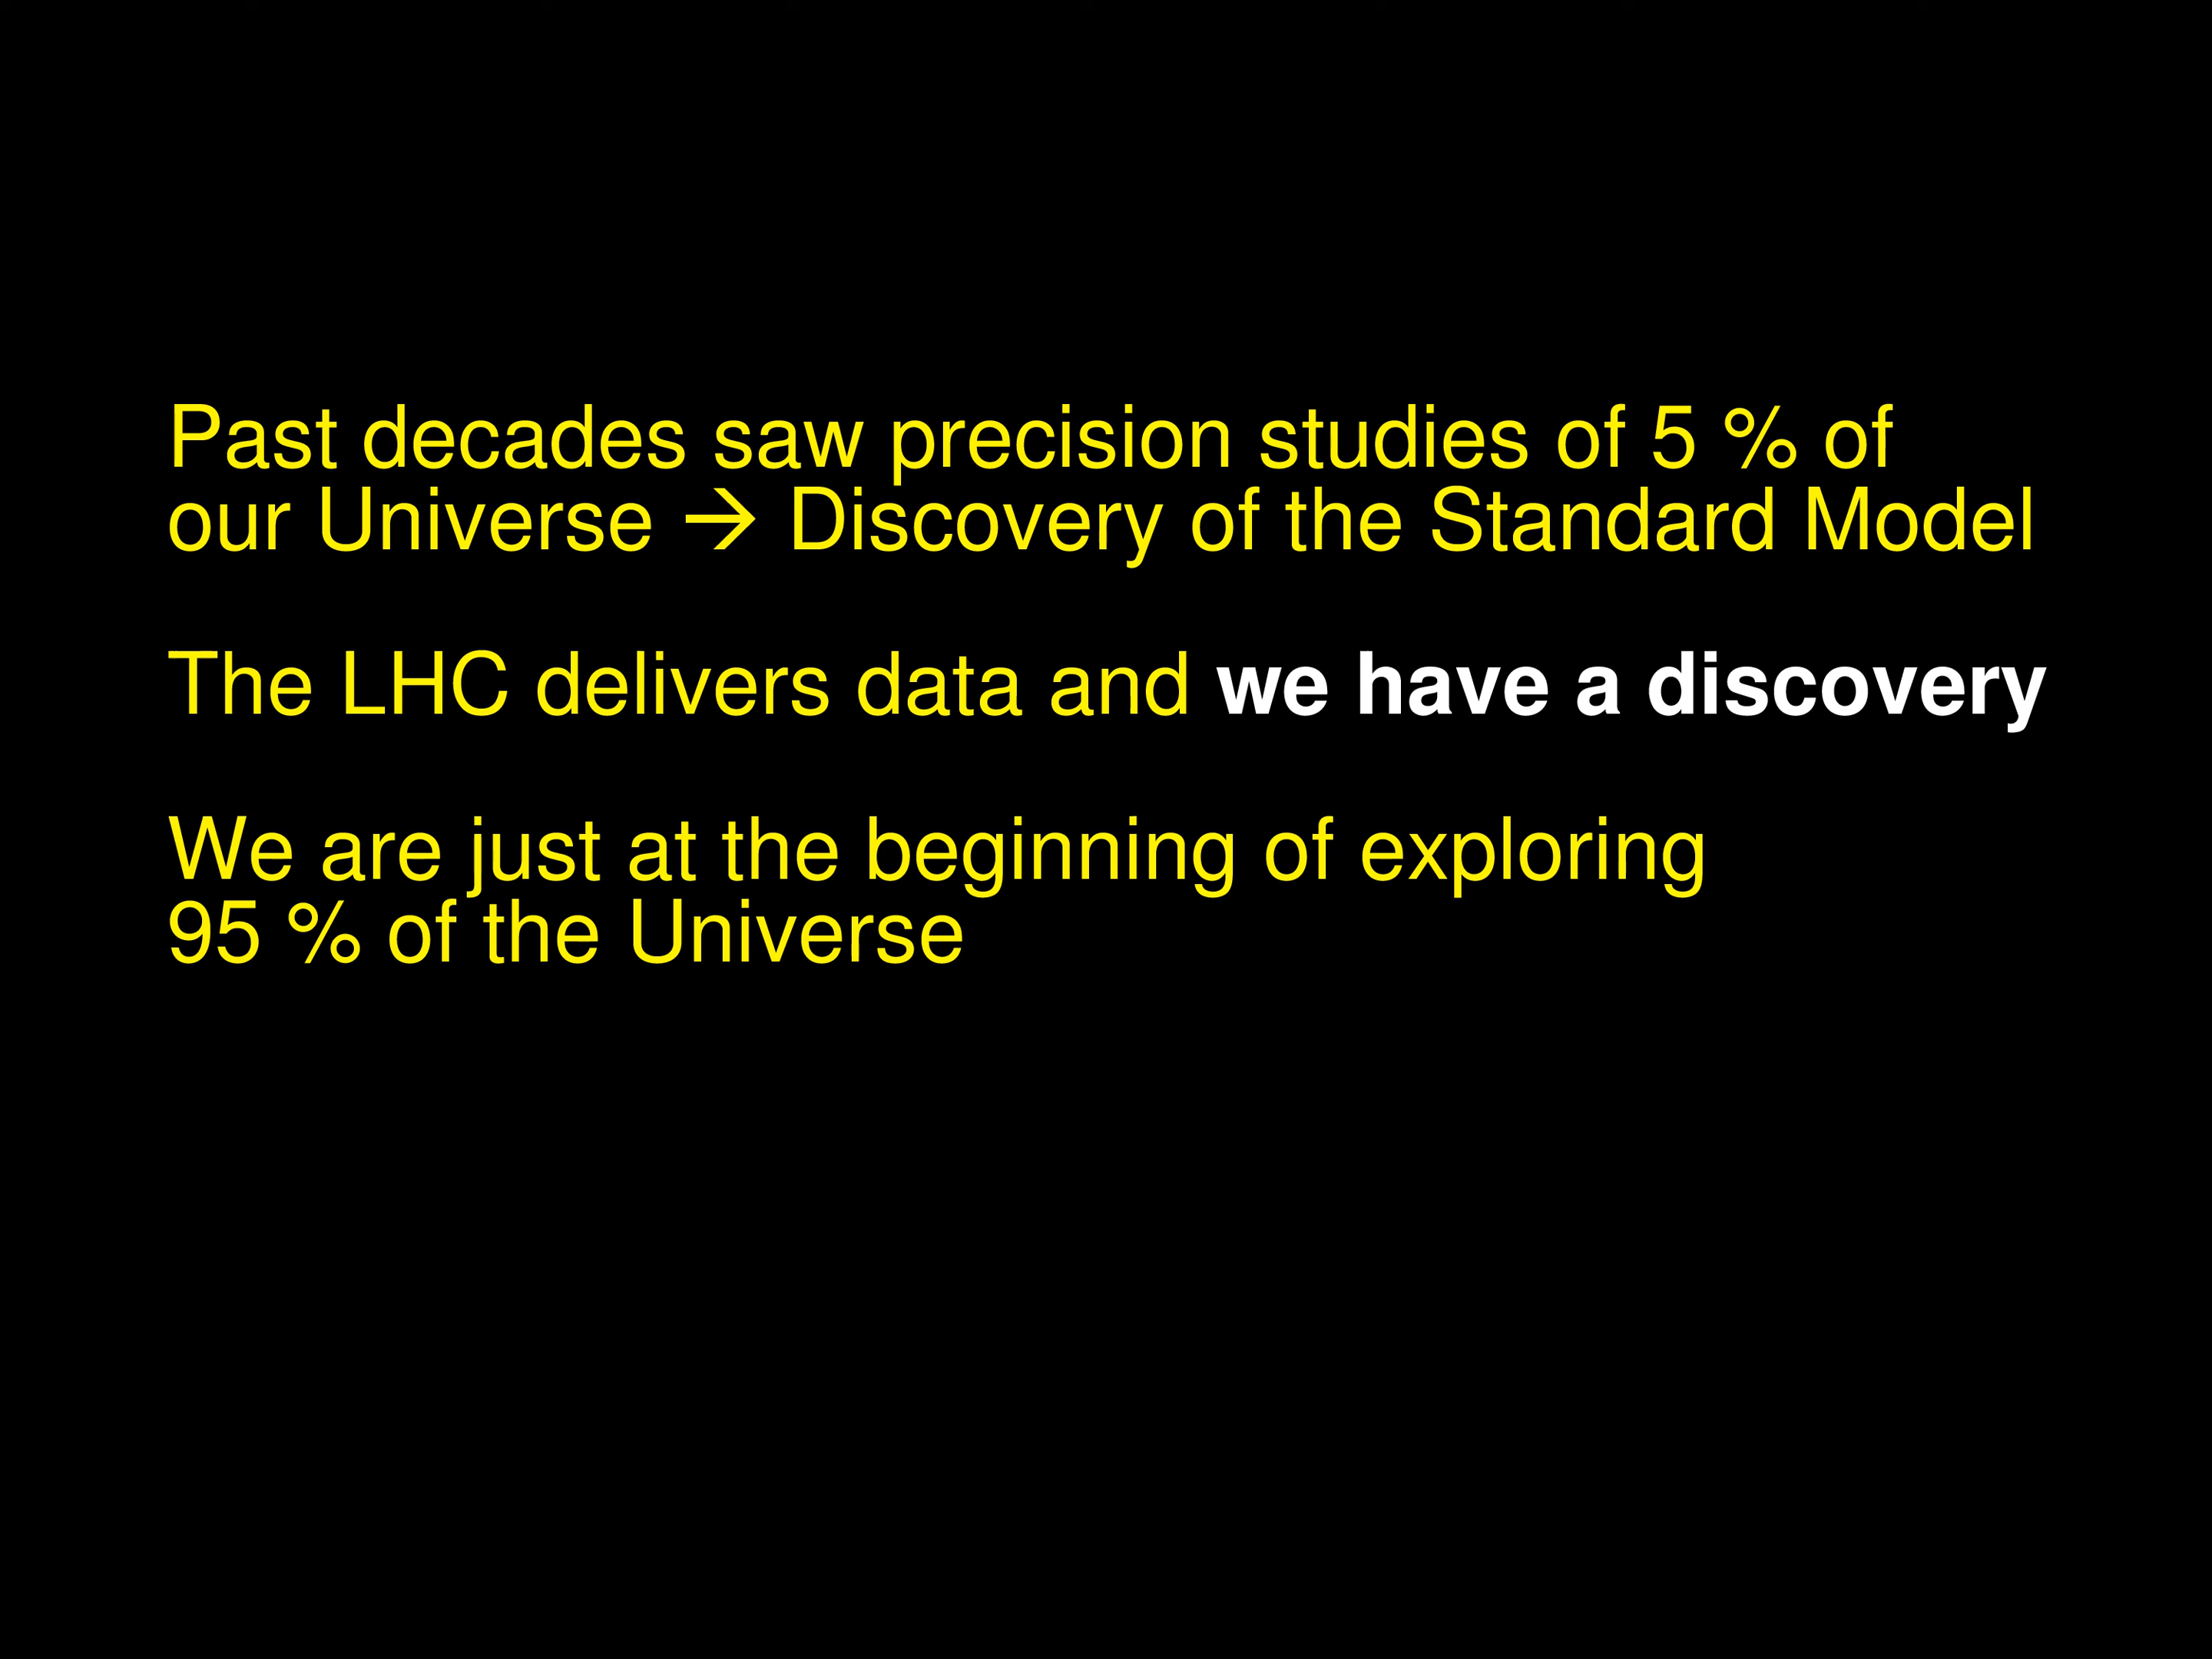 Past decades saw precision studies of 5 % of
our Universe → Discovery of the Standard Model
The LHC delivers data and we have a discovery
We are just at the beginning of exploring
95 % of the Universe